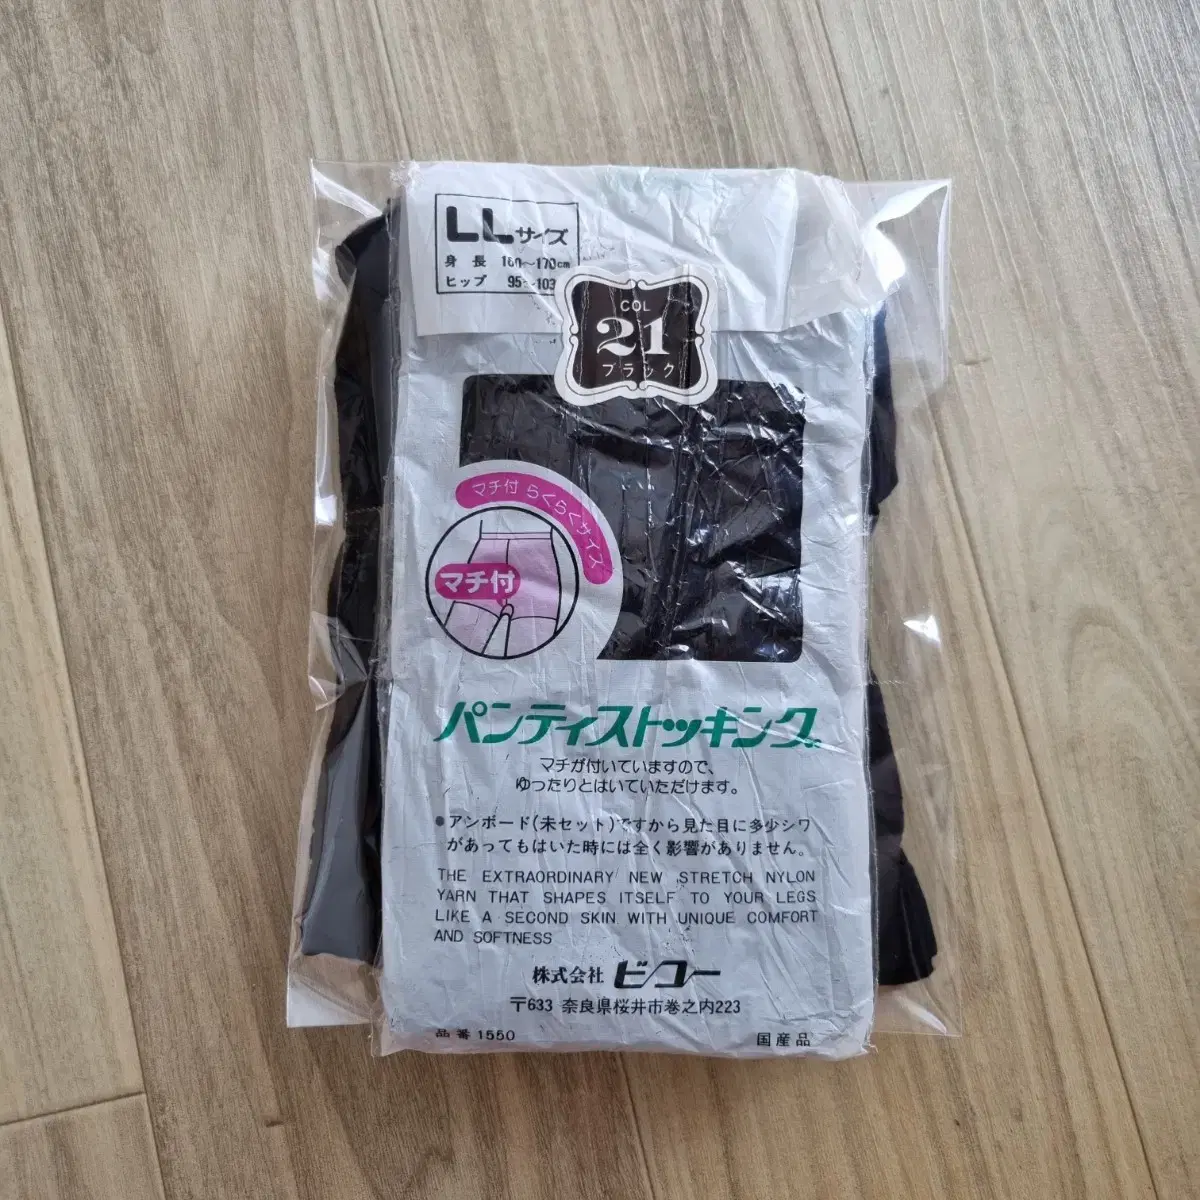 LLサイズ
身長 160〜170cm
ヒップ 95〜103
COL
21
ブラック
マチ付 らくらくサイズ
マチ付
パンティストッキング
マチが付いていますので、
ゆったりとはいていただけます。
●アンボード(未セット)ですから見た目に多少シワ
があってもはいた時には全く影響がありません。
THE EXTRAORDINARY NEW STRETCH NYLON
YARN THAT SHAPES ITSELF TO YOUR LEGS
LIKE A SECOND SKIN WITH UNIQUE COMFORT
AND SOFTNESS
株式会社 ビコー
〒633 奈良県桜井市巻之内223
品番1550 国産品